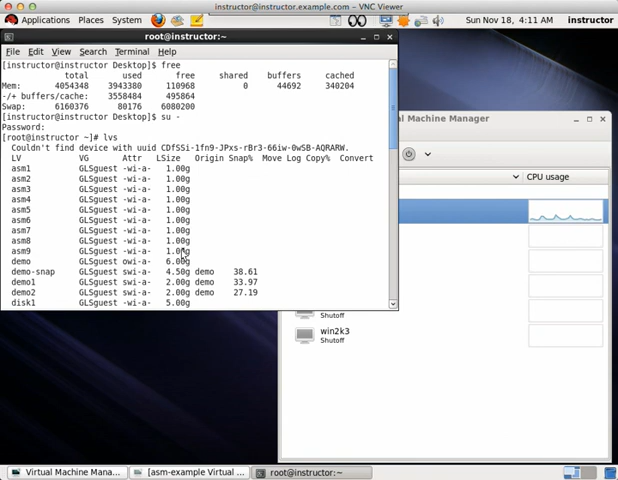 instructor@instructor.example.com - VNC Viewer
Applications Places System Sun Nov 18, 4:11 AM instructor
root@instructor:~
File Edit View Search Terminal Help
[instructor@instructor Desktop]$ free
total used free shared buffers cached
Mem: 4054348 3943380 110968 0 44692 340204
-/+ buffers/cache: 3558484 495864
Swap: 6160376 80176 6080200
[instructor@instructor Desktop]$ su -
Password:
[root@instructor ~]# lvs
Couldn't find device with uuid CDfSSi-1fn9-JPxs-rBr3-66iw-0wSB-AQRARW.
LV VG Attr LSize Origin Snap% Move Log Copy% Convert
asm1 GLSguest -wi-a- 1.00g
asm2 GLSguest -wi-a- 1.00g
asm3 GLSguest -wi-a- 1.00g
asm4 GLSguest -wi-a- 1.00g
asm5 GLSguest -wi-a- 1.00g
asm6 GLSguest -wi-a- 1.00g
asm7 GLSguest -wi-a- 1.00g
asm8 GLSguest -wi-a- 1.00g
asm9 GLSguest -wi-a- 1.00g
demo GLSguest owi-a- 6.00g
demo-snap GLSguest swi-a- 4.50g demo 38.61
demo1 GLSguest swi-a- 2.00g demo 33.97
demo2 GLSguest swi-a- 2.00g demo 27.19
disk1 GLSguest -wi-a- 5.00g
Machine Manager
CPU usage
Shutoff
win2k3
Shutoff
Virtual Machine Mana... [asm-example Virtual ... root@instructor:~